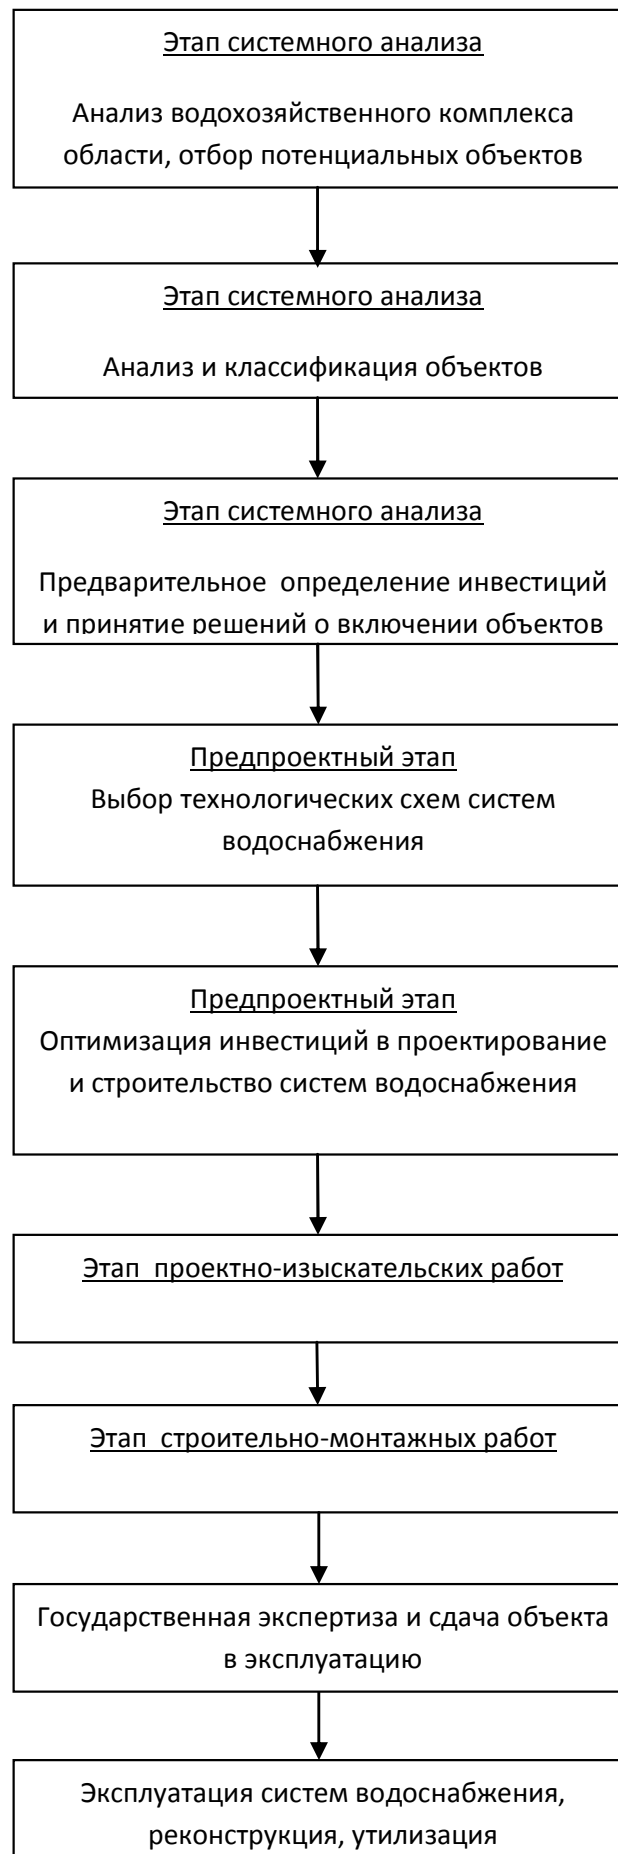 Этап системного анализа
Анализ водохозяйственного комплекса
области, отбор потенциальных объектов
Этап системного анализа
Анализ и классификация объектов
Этап системного анализа
Предварительное  определение инвестиций
и принятие решений о включении объектов
Предпроектный этап
Выбор технологических схем систем
водоснабжения
Предпроектный этап
Оптимизация инвестиций в проектирование
и строительство систем водоснабжения
Этап  проектно-изыскательских работ
Этап  строительно-монтажных работ
Государственная экспертиза и сдача объекта
в эксплуатацию
Эксплуатация систем водоснабжения,
реконструкция, утилизация